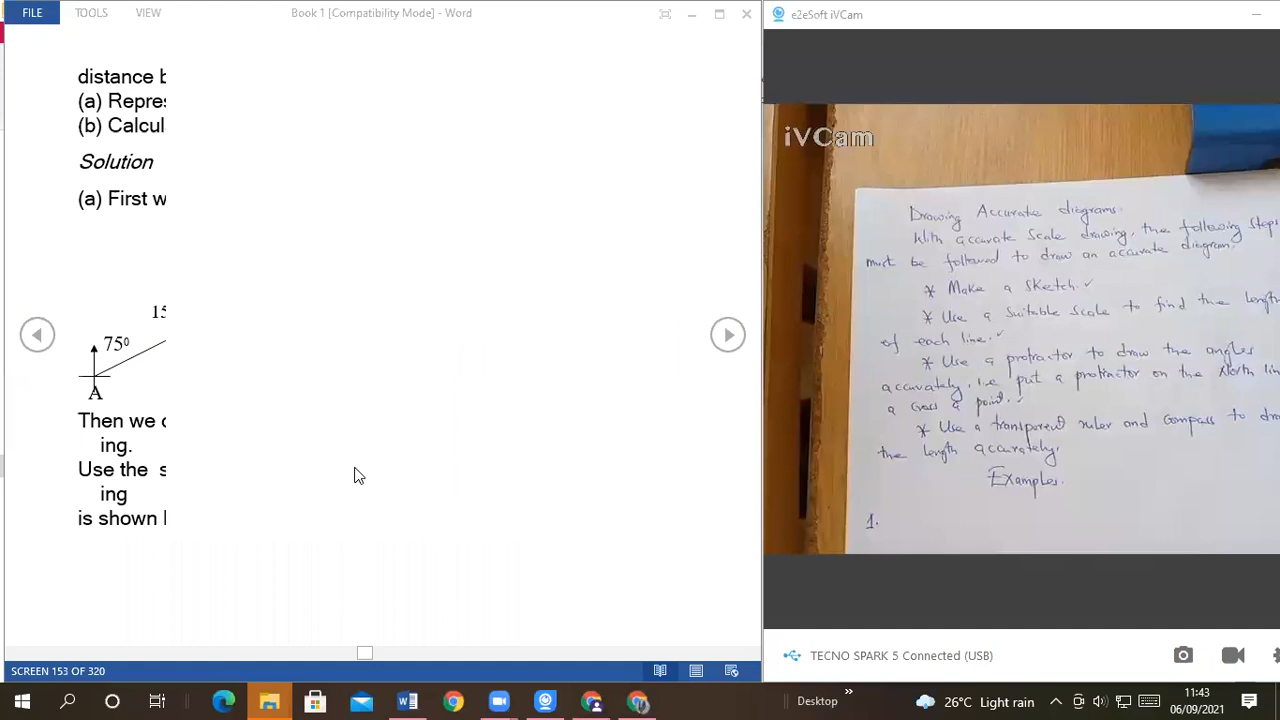 FILE TOOLS VIEW Book 1 [Compatibility Mode] - Word
distance b
(a) Repres
(b) Calcul
Solution
(a) First w
15
75⁰
A
Then we c
ing.
Use the s
ing
is shown
SCREEN 153 OF 320
e2eSoft iVCam
iVCam
Drawing Accurate diagrams.
With accurate scale drawing, the following steps
must be followed to draw an accurate diagram.
* Make a sketch.
* Use a suitable scale to find the length
of each line.
* Use a protractor to draw the angles
accurately, i.e put a protractor on the North lin
a cross a point.
* Use a transparent ruler and compass to dra
the length accurately.
Examples.
1.
TECNO SPARK 5 Connected (USB)
Desktop
26°C Light rain
11:43
06/09/2021